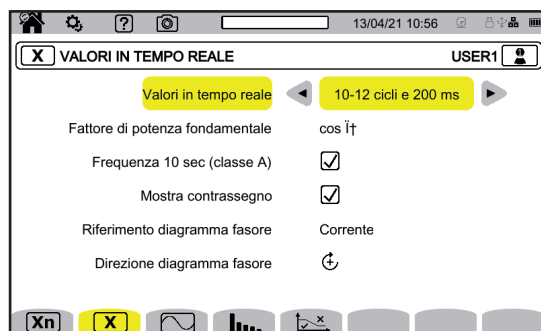 13/04/21 10:56
X VALORI IN TEMPO REALE USER1
Valori in tempo reale 10-12 cicli e 200 ms
Fattore di potenza fondamentale cos Ï†
Frequenza 10 sec (classe A)
Mostra contrassegno
Riferimento diagramma fasore Corrente
Direzione diagramma fasore
Xn X